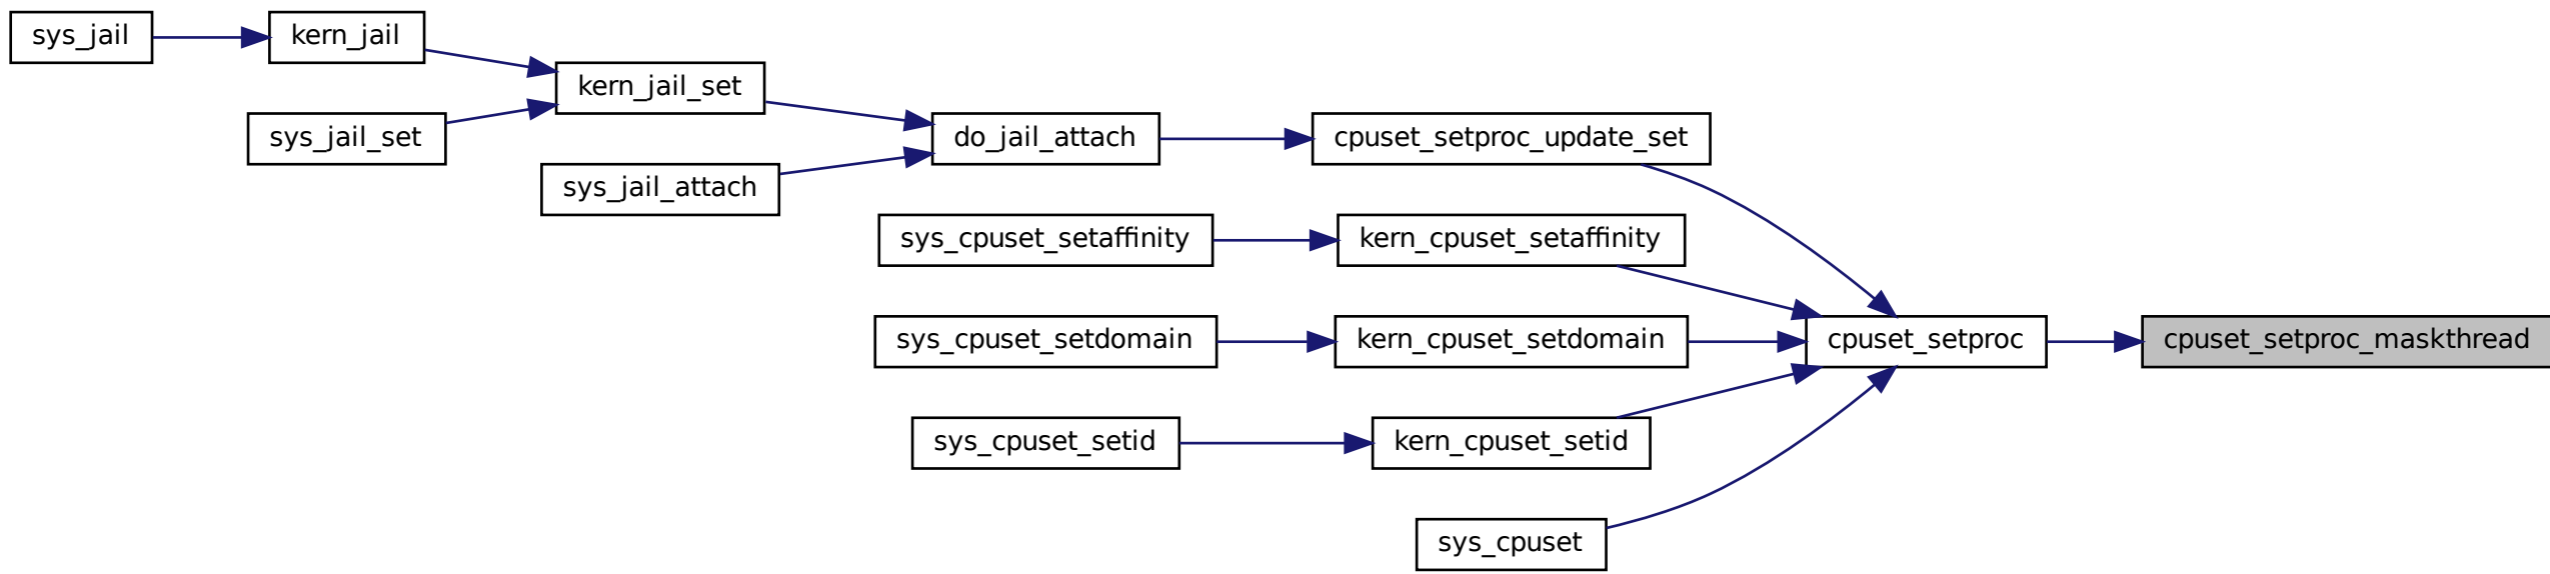 sys_jail
kern_jail
kern_jail_set
sys_jail_set
do_jail_attach
cpuset_setproc_update_set
sys_jail_attach
sys_cpuset_setaffinity
kern_cpuset_setaffinity
sys_cpuset_setdomain
kern_cpuset_setdomain
cpuset_setproc
cpuset_setproc_maskthread
sys_cpuset_setid
kern_cpuset_setid
sys_cpuset